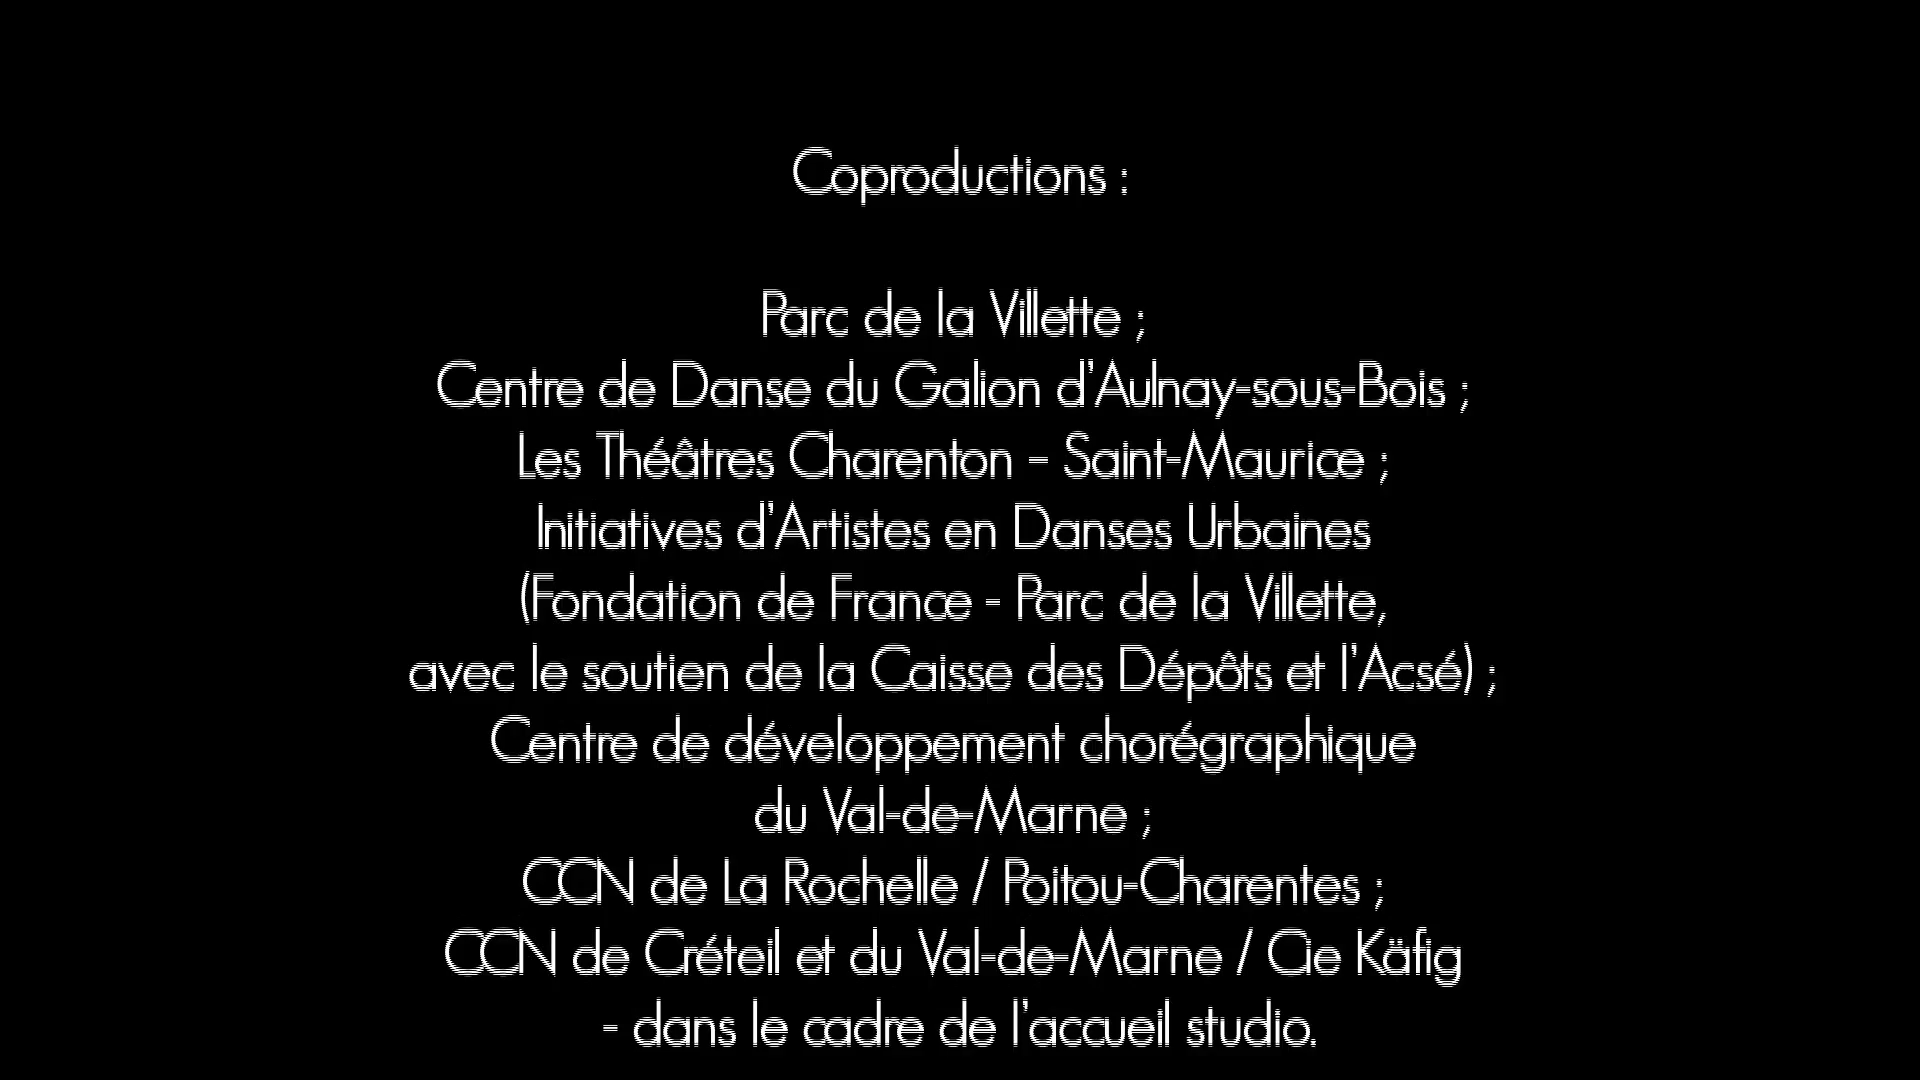 Coproductions :
Parc de la Villette ;
Centre de Danse du Galion d'Aulnay-sous-Bois ;
Les Théâtres Charenton – Saint-Maurice ;
Initiatives d'Artistes en Danses Urbaines
(Fondation de France - Parc de la Villette,
avec le soutien de la Caisse des Dépôts et l'Acsé) ;
Centre de développement chorégraphique
du Val-de-Marne ;
CCN de La Rochelle / Poitou-Charentes ;
CCN de Créteil et du Val-de-Marne / Cie Käfig
- dans le cadre de l'accueil studio.